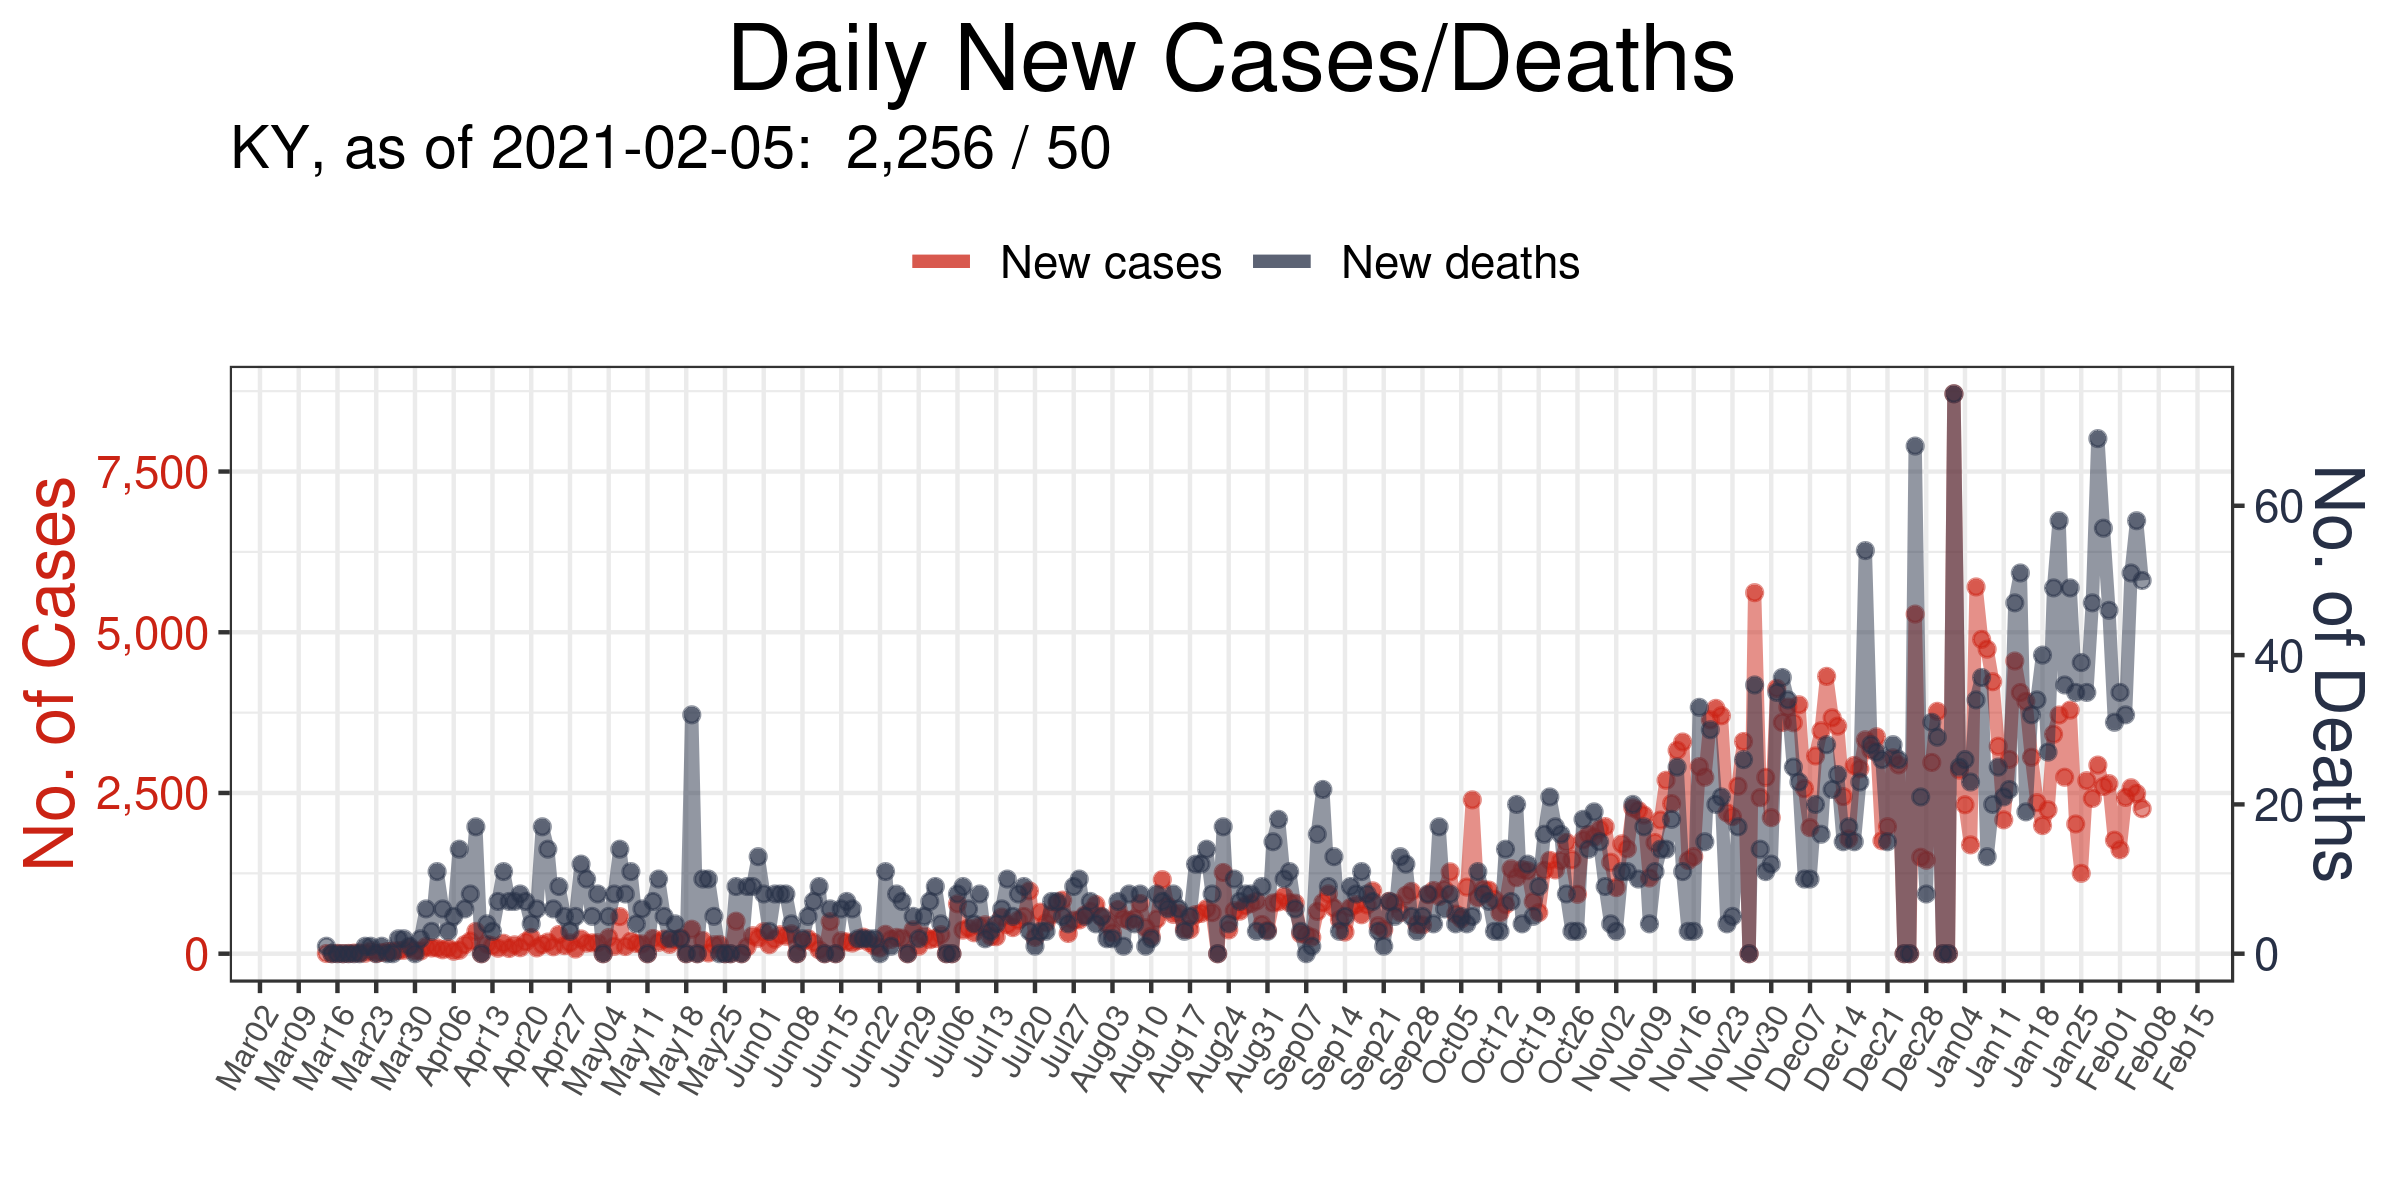 Daily New Cases/Deaths
KY, as of 2021-02-05:  2,256 / 50
New cases
New deaths
No. of Cases
7,500
5,000
2,500
0
60
40
20
0
No. of Deaths
Mar02
Mar09
Mar16
Mar23
Mar30
Apr06
Apr13
Apr20
Apr27
May04
May11
May18
May25
Jun01
Jun08
Jun15
Jun22
Jun29
Jul06
Jul13
Jul20
Jul27
Aug03
Aug10
Aug17
Aug24
Aug31
Sep07
Sep14
Sep21
Sep28
Oct05
Oct12
Oct19
Oct26
Nov02
Nov09
Nov16
Nov23
Nov30
Dec07
Dec14
Dec21
Dec28
Jan04
Jan11
Jan18
Jan25
Feb01
Feb08
Feb15